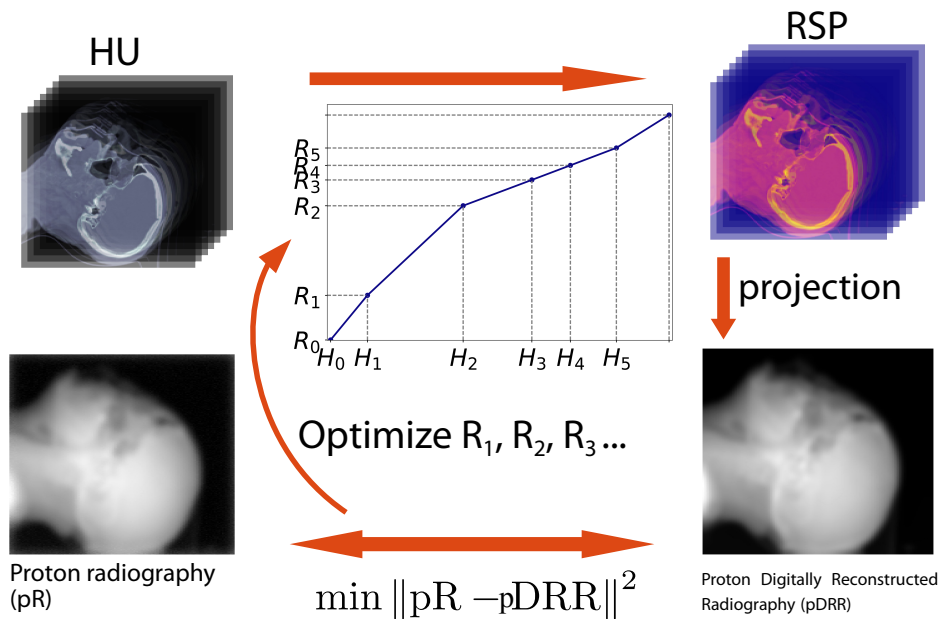 HU
RSP
R₅
R₄
R₃
R₂
R₁
R₀
H₀ H₁ H₂ H₃ H₄ H₅
projection
Optimize R₁, R₂, R₃ ...
Proton radiography
(pR)
min ‖pR −pDRR‖²
Proton Digitally Reconstructed
Radiography (pDRR)